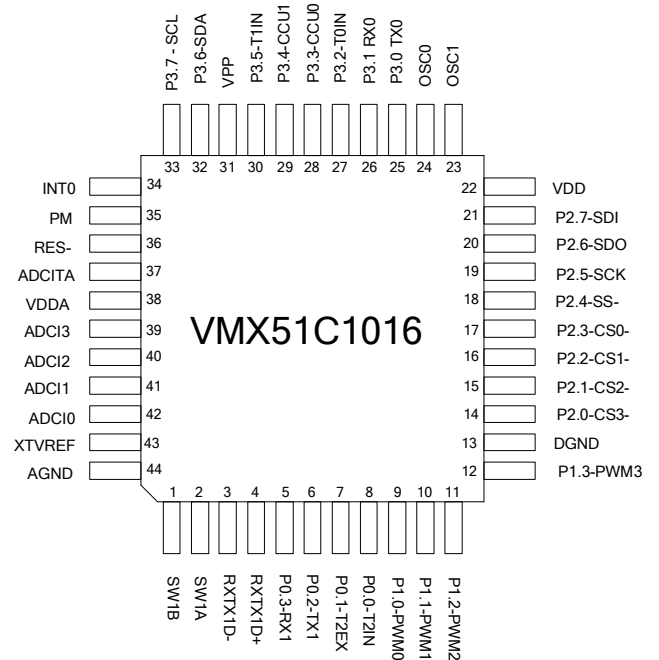 P3.7 - SCL
P3.6-SDA
VPP
P3.5-T1IN
P3.4-CCU1
P3.3-CCU0
P3.2-T0IN
P3.1 RX0
P3.0 TX0
OSC0
OSC1
33 32 31 30 29 28 27 26 25 24 23
INT0 34
PM 35
RES- 36
ADCITA 37
VDDA 38
ADCI3 39
ADCI2 40
ADCI1 41
ADCI0 42
XTVREF 43
AGND 44
VMX51C1016
22 VDD
21 P2.7-SDI
20 P2.6-SDO
19 P2.5-SCK
18 P2.4-SS-
17 P2.3-CS0-
16 P2.2-CS1-
15 P2.1-CS2-
14 P2.0-CS3-
13 DGND
12 P1.3-PWM3
1 2 3 4 5 6 7 8 9 10 11
SW1B
SW1A
RXTX1D-
RXTX1D+
P0.3-RX1
P0.2-TX1
P0.1-T2EX
P0.0-T2IN
P1.0-PWM0
P1.1-PWM1
P1.2-PWM2